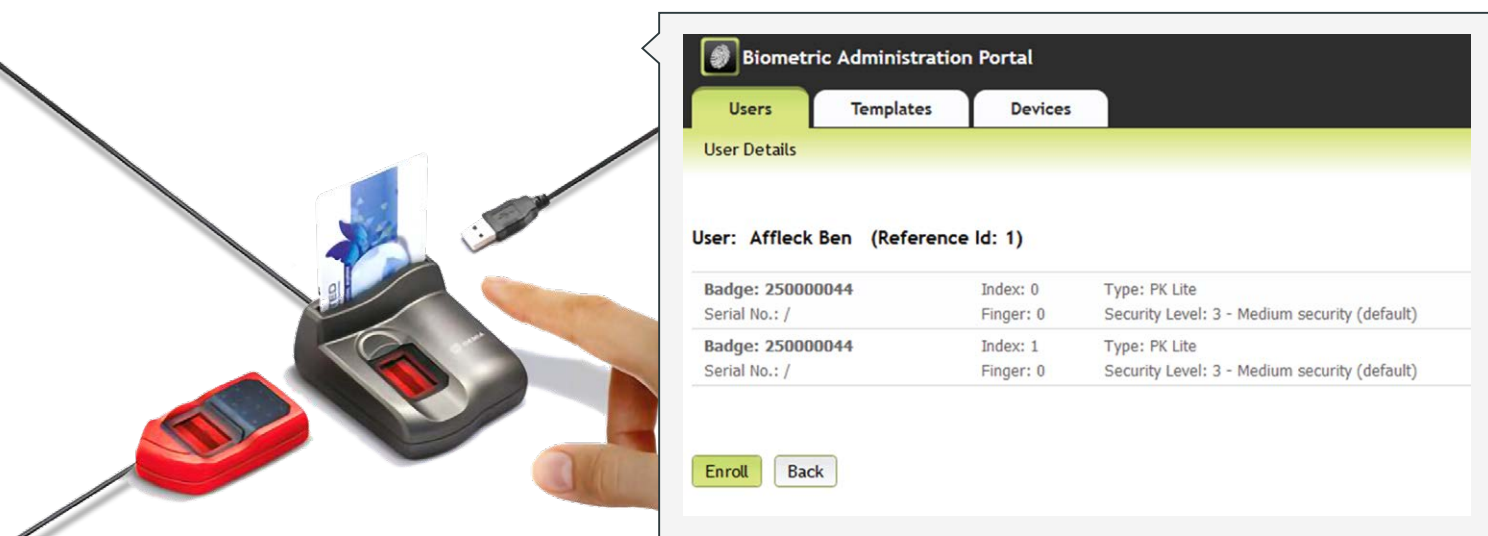 Biometric Administration Portal
Users Templates Devices
User Details
User: Affleck Ben (Reference Id: 1)
Badge: 250000044 Index: 0 Type: PK Lite
Serial No.: / Finger: 0 Security Level: 3 - Medium security (default)
Badge: 250000044 Index: 1 Type: PK Lite
Serial No.: / Finger: 0 Security Level: 3 - Medium security (default)
Enroll Back